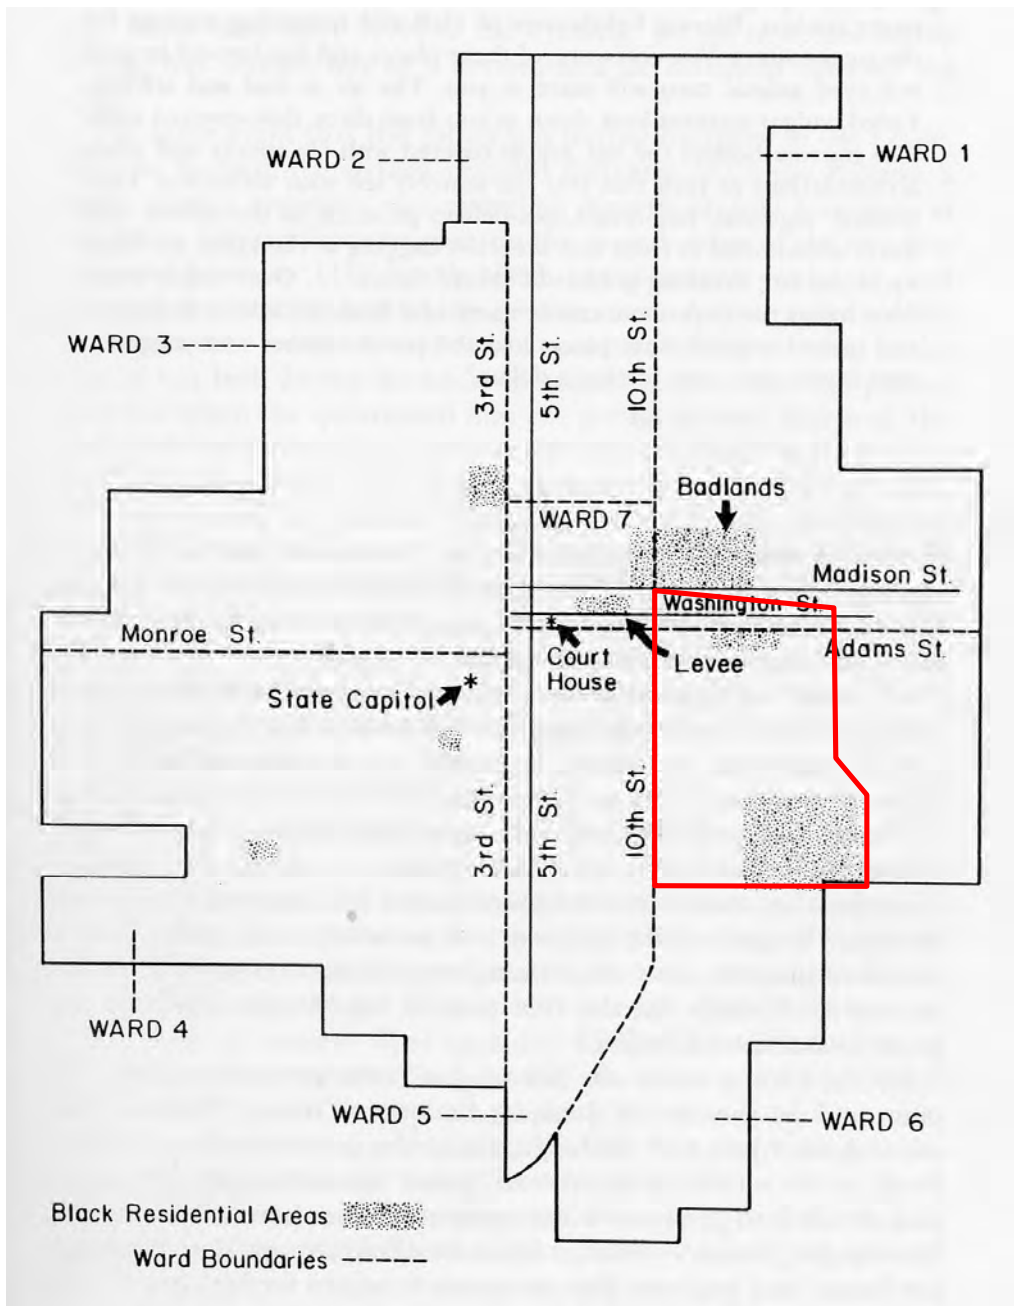 WARD 2
WARD 1
WARD 3
3rd St.
5th St.
10th St.
Badlands
WARD 7
Madison St.
Washington St.
Monroe St.
Adams St.
Court
House
Levee
State Capitol
3rd St.
5th St.
10th St.
WARD 4
WARD 5
WARD 6
Black Residential Areas
Ward Boundaries